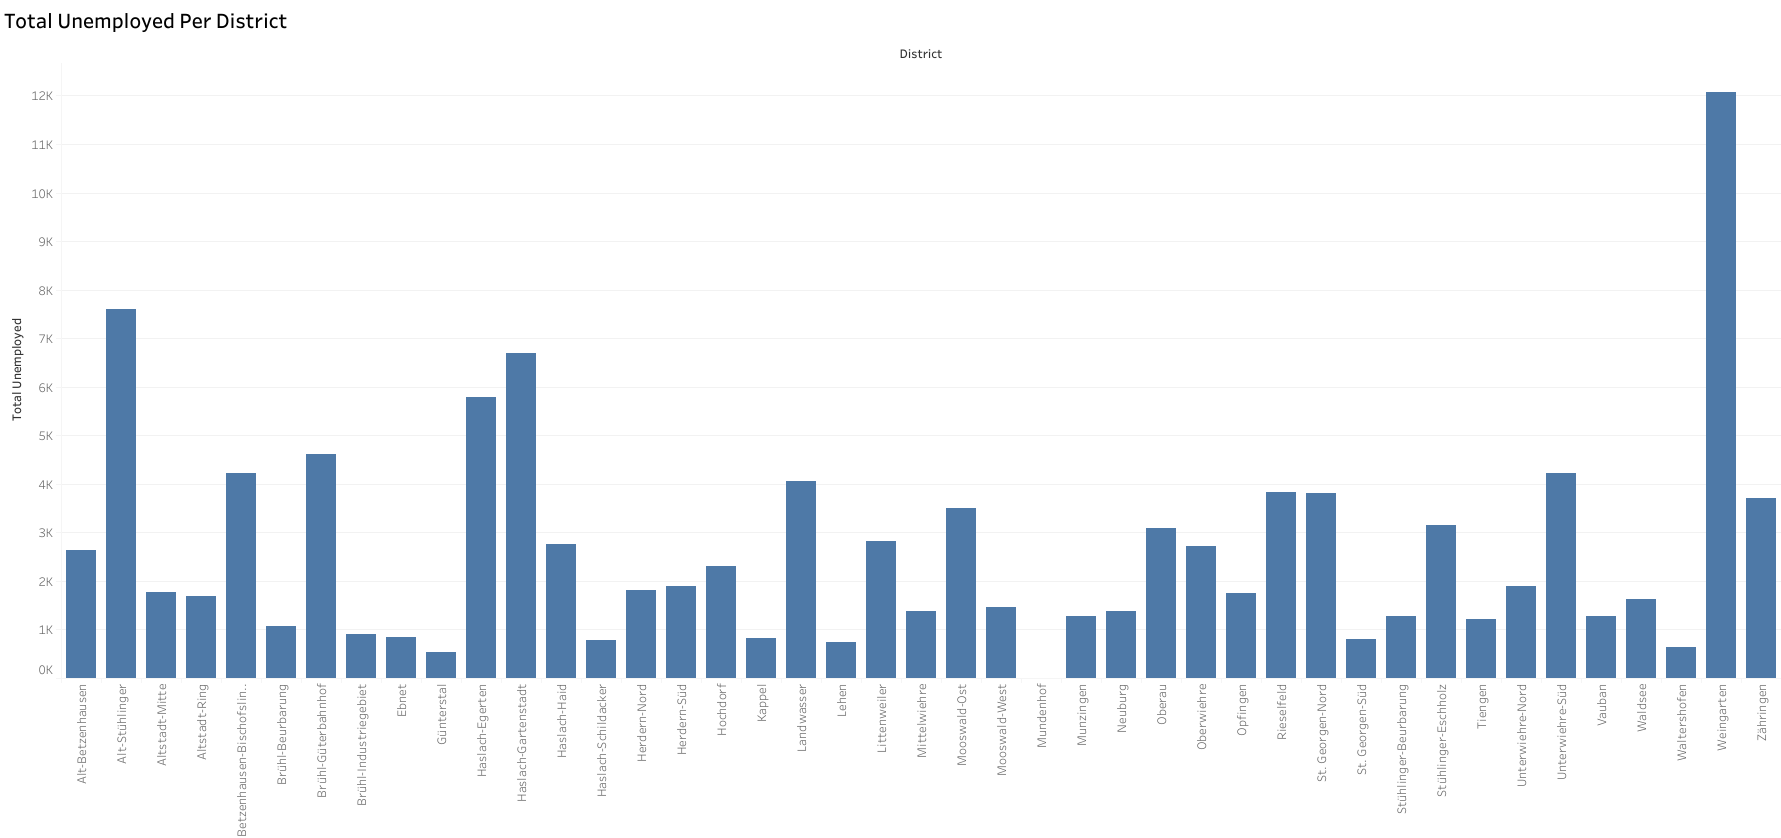 Total Unemployed Per District
District
Total Unemployed
12K
11K
10K
9K
8K
7K
6K
5K
4K
3K
2K
1K
0K
Alt-Betzenhausen
Alt-Stühlinger
Altstadt-Mitte
Altstadt-Ring
Betzenhausen-Bischofslin..
Brühl-Beurbarung
Brühl-Güterbahnhof
Brühl-Industriegebiet
Ebnet
Günterstal
Haslach-Egerten
Haslach-Gartenstadt
Haslach-Haid
Haslach-Schildacker
Herdern-Nord
Herdern-Süd
Hochdorf
Kappel
Landwasser
Lehen
Littenweiler
Mittelwiehre
Mooswald-Ost
Mooswald-West
Mundenhof
Munzingen
Neuburg
Oberau
Oberwiehre
Opfingen
Rieselfeld
St. Georgen-Nord
St. Georgen-Süd
Stühlinger-Beurbarung
Stühlinger-Eschholz
Tiengen
Unterwiehre-Nord
Unterwiehre-Süd
Vauban
Waldsee
Waltershofen
Weingarten
Zähringen